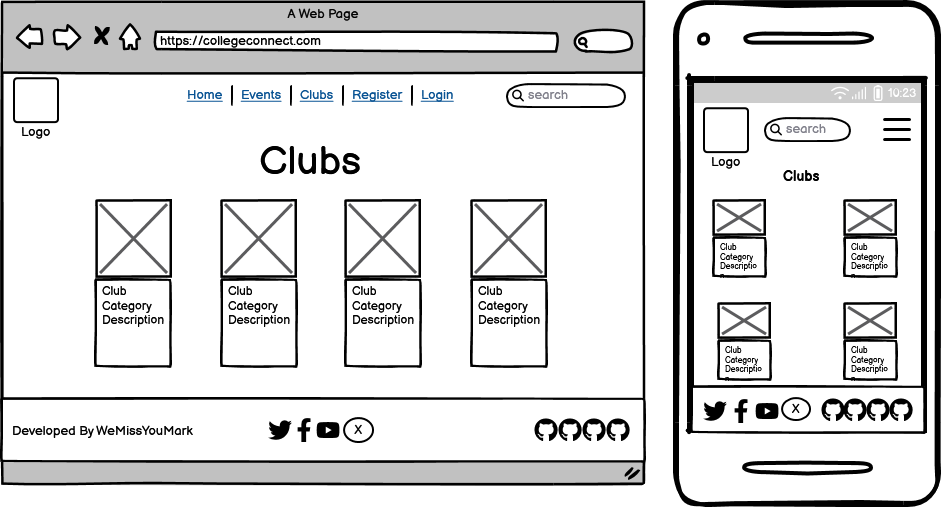 A Web Page
https://collegeconnect.com
Home | Events | Clubs | Register | Login
search
Logo
Clubs
Club
Category
Description
Club
Category
Description
Club
Category
Description
Club
Category
Description
Developed By WeMissYouMark
X
10:23
search
Logo
Clubs
Club
Category
Descriptio
Club
Category
Descriptio
Club
Category
Descriptio
Club
Category
Descriptio
X